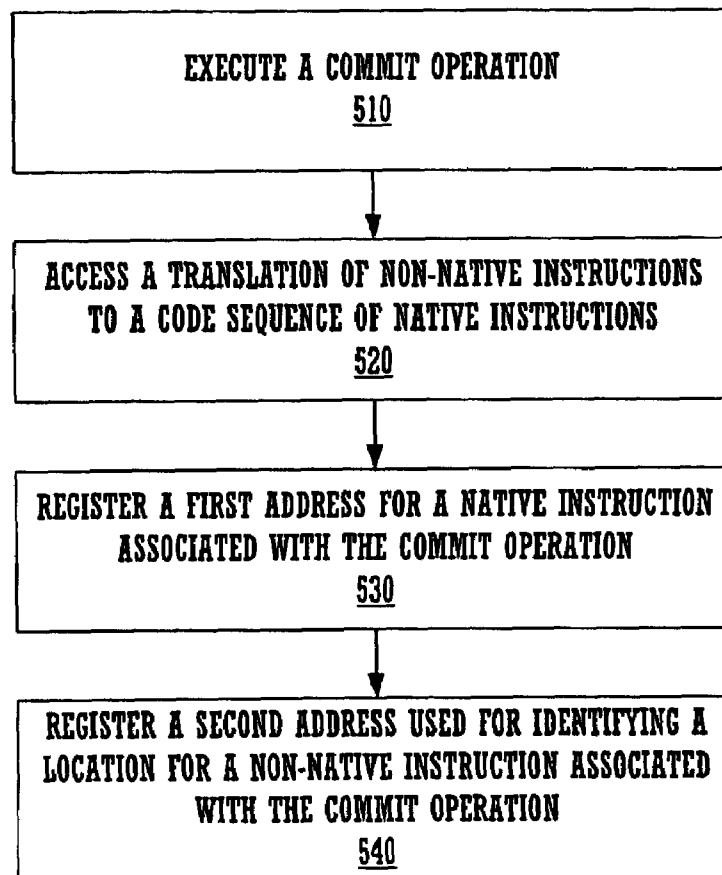 EXECUTE A COMMIT OPERATION
510
ACCESS A TRANSLATION OF NON-NATIVE INSTRUCTIONS
TO A CODE SEQUENCE OF NATIVE INSTRUCTIONS
520
REGISTER A FIRST ADDRESS FOR A NATIVE INSTRUCTION
ASSOCIATED WITH THE COMMIT OPERATION
530
REGISTER A SECOND ADDRESS USED FOR IDENTIFYING A
LOCATION FOR A NON-NATIVE INSTRUCTION ASSOCIATED
WITH THE COMMIT OPERATION
540